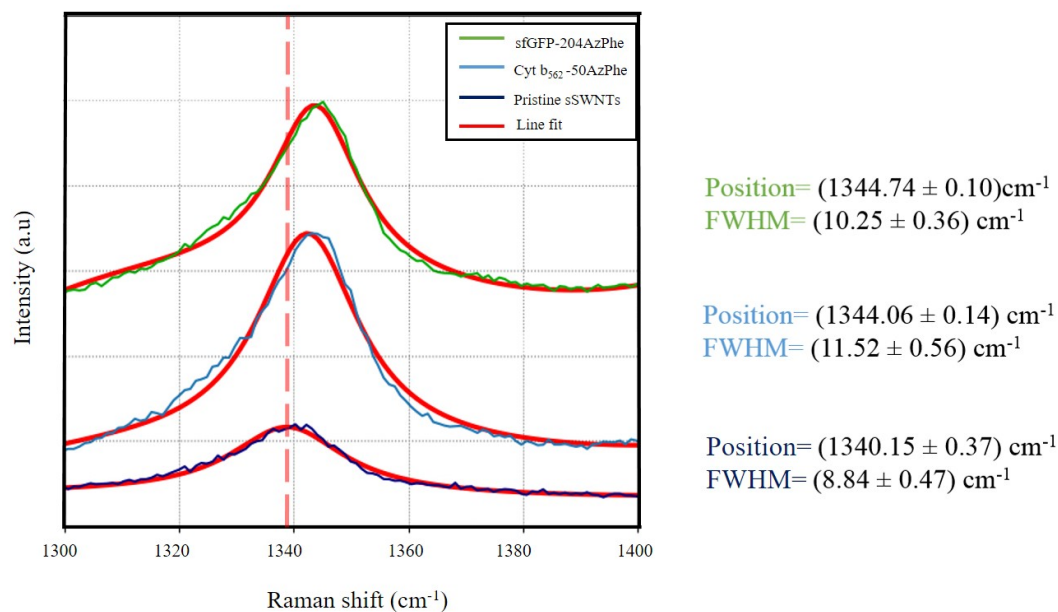 sfGFP-204AzPhe
Cyt b₅₆₂ -50AzPhe
Pristine sSWNTs
Line fit
Intensity (a.u)
Position= (1344.74 ± 0.10)cm⁻¹
FWHM= (10.25 ± 0.36) cm⁻¹
Position= (1344.06 ± 0.14) cm⁻¹
FWHM= (11.52 ± 0.56) cm⁻¹
Position= (1340.15 ± 0.37) cm⁻¹
FWHM= (8.84 ± 0.47) cm⁻¹
1300 1320 1340 1360 1380 1400
Raman shift (cm⁻¹)